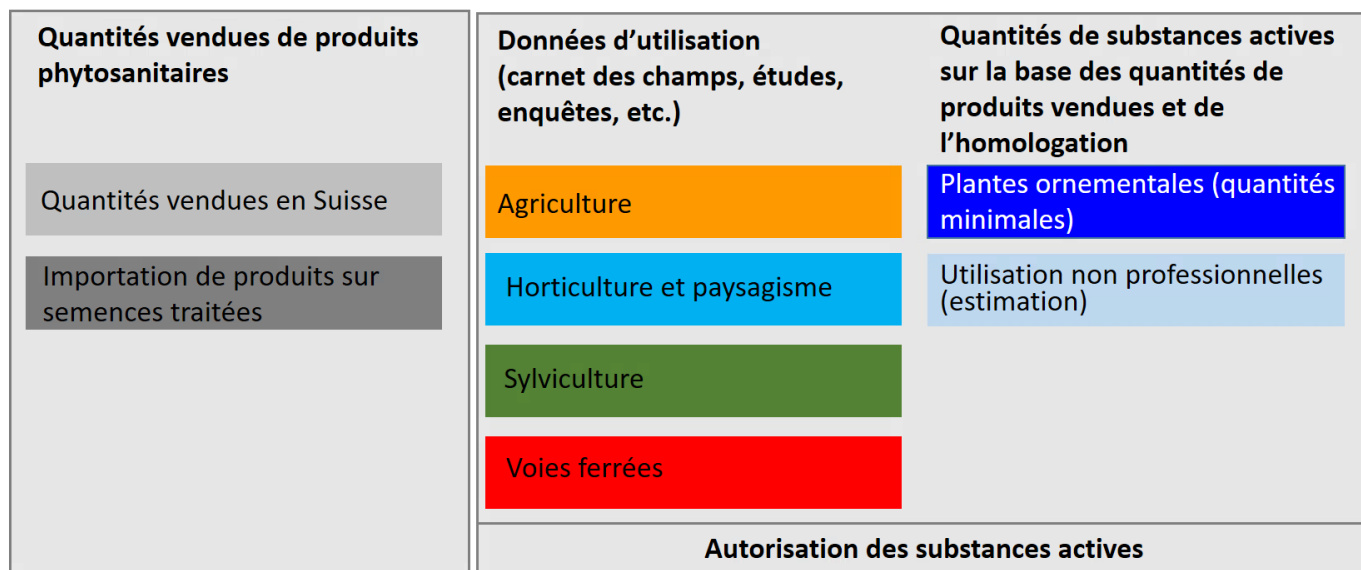 Quantités vendues de produits
phytosanitaires
Quantités vendues en Suisse
Importation de produits sur
semences traitées
Données d’utilisation
(carnet des champs, études,
enquêtes, etc.)
Agriculture
Horticulture et paysagisme
Sylviculture
Voies ferrées
Quantités de substances actives
sur la base des quantités de
produits vendues et de
l’homologation
Plantes ornementales (quantités
minimales)
Utilisation non professionnelles
(estimation)
Autorisation des substances actives